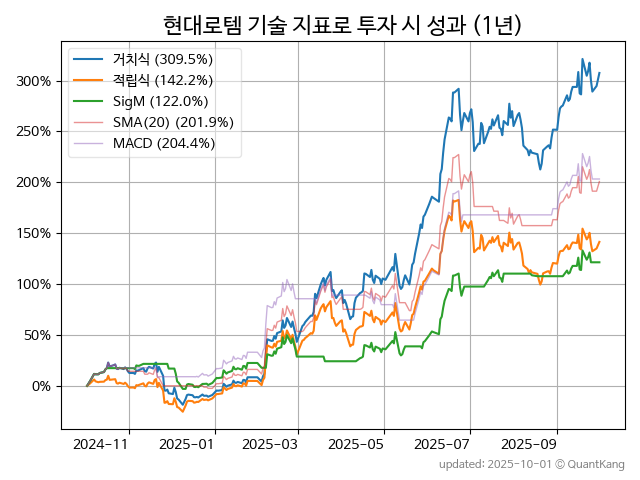 현대로템 기술 지표로 투자 시 성과 (1년)
거치식 (309.5%)
적립식 (142.2%)
SigM (122.0%)
SMA(20) (201.9%)
MACD (204.4%)
300%
250%
200%
150%
100%
50%
0%
2024-11 2025-01 2025-03 2025-05 2025-07 2025-09
updated: 2025-10-01 © QuantKang